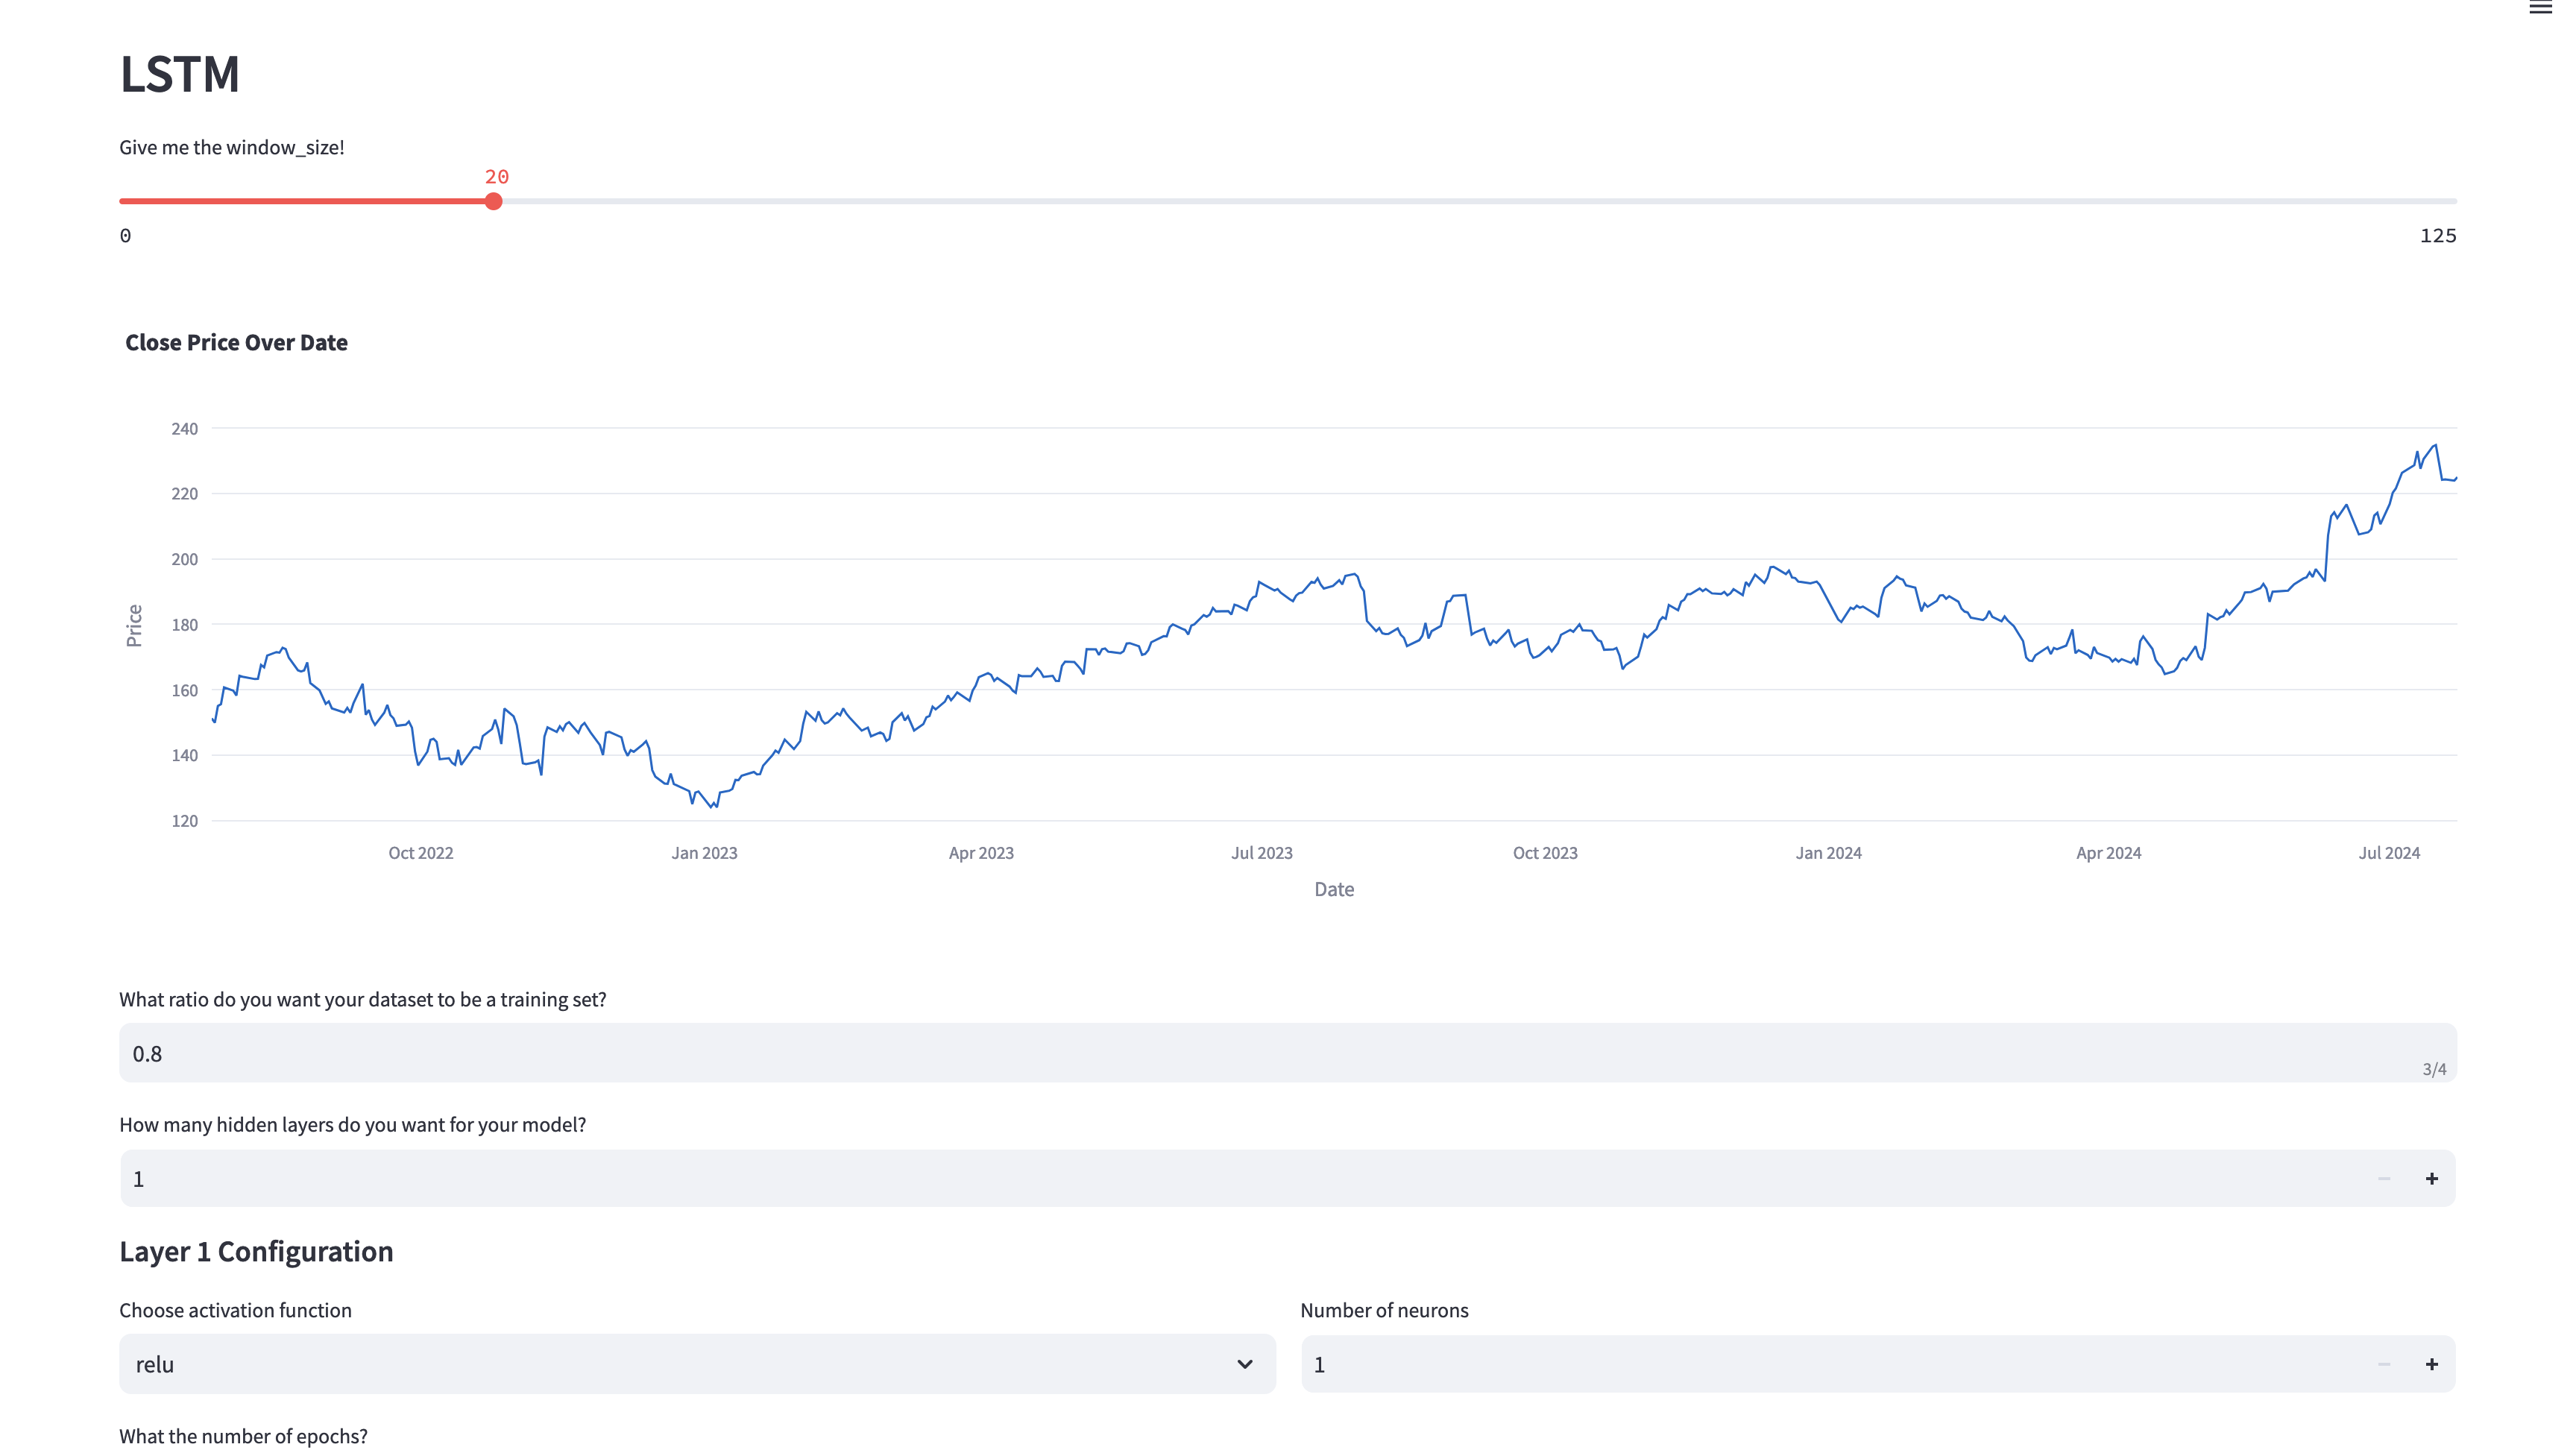 LSTM
Give me the window_size!
20
0
125
Close Price Over Date
240
220
200
180
160
140
120
Price
Oct 2022
Jan 2023
Apr 2023
Jul 2023
Oct 2023
Jan 2024
Apr 2024
Jul 2024
Date
What ratio do you want your dataset to be a training set?
0.8
3/4
How many hidden layers do you want for your model?
1
Layer 1 Configuration
Choose activation function
Number of neurons
relu
1
What the number of epochs?